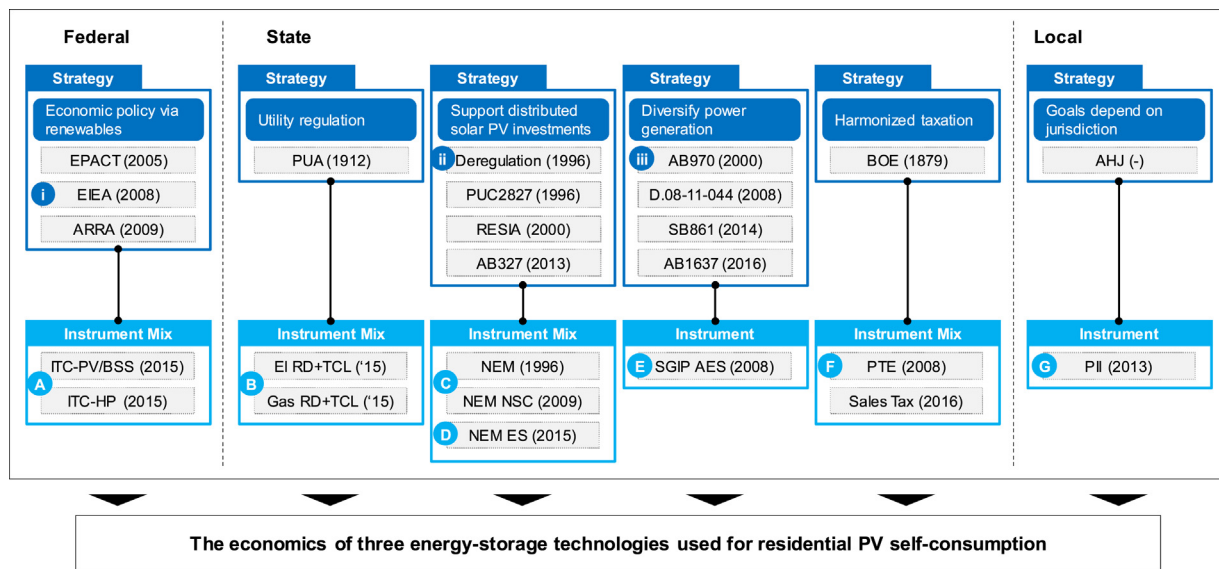 Federal
State
Local
Strategy
Economic policy via
renewables
EPACT (2005)
i
EIEA (2008)
ARRA (2009)
Instrument Mix
ITC-PV/BSS (2015)
A
ITC-HP (2015)
Strategy
Utility regulation
PUA (1912)
Instrument Mix
El RD+TCL (‘15)
B
Gas RD+TCL (‘15)
Strategy
Support distributed
solar PV investments
ii
Deregulation (1996)
PUC2827 (1996)
RESIA (2000)
AB327 (2013)
Instrument Mix
NEM (1996)
C
NEM NSC (2009)
D
NEM ES (2015)
Strategy
Diversify power
generation
iii
AB970 (2000)
D.08-11-044 (2008)
SB861 (2014)
AB1637 (2016)
Instrument
E
SGIP AES (2008)
Strategy
Harmonized taxation
BOE (1879)
Instrument Mix
F
PTE (2008)
Sales Tax (2016)
Strategy
Goals depend on
jurisdiction
AHJ (-)
Instrument
G
PII (2013)
The economics of three energy-storage technologies used for residential PV self-consumption